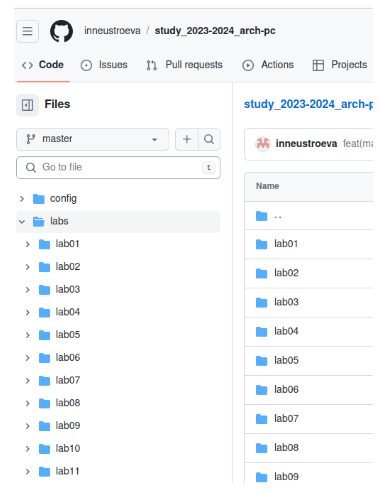 inneustroeva / study_2023-2024_arch-pc
Code Issues Pull requests Actions Projects
Files
master
Go to file t
config
labs
lab01
lab02
lab03
lab04
lab05
lab06
lab07
lab08
lab09
lab10
lab11
study_2023-2024_arch-p
inneustroeva feat(ma
Name
..
lab01
lab02
lab03
lab04
lab05
lab06
lab07
lab08
lab09